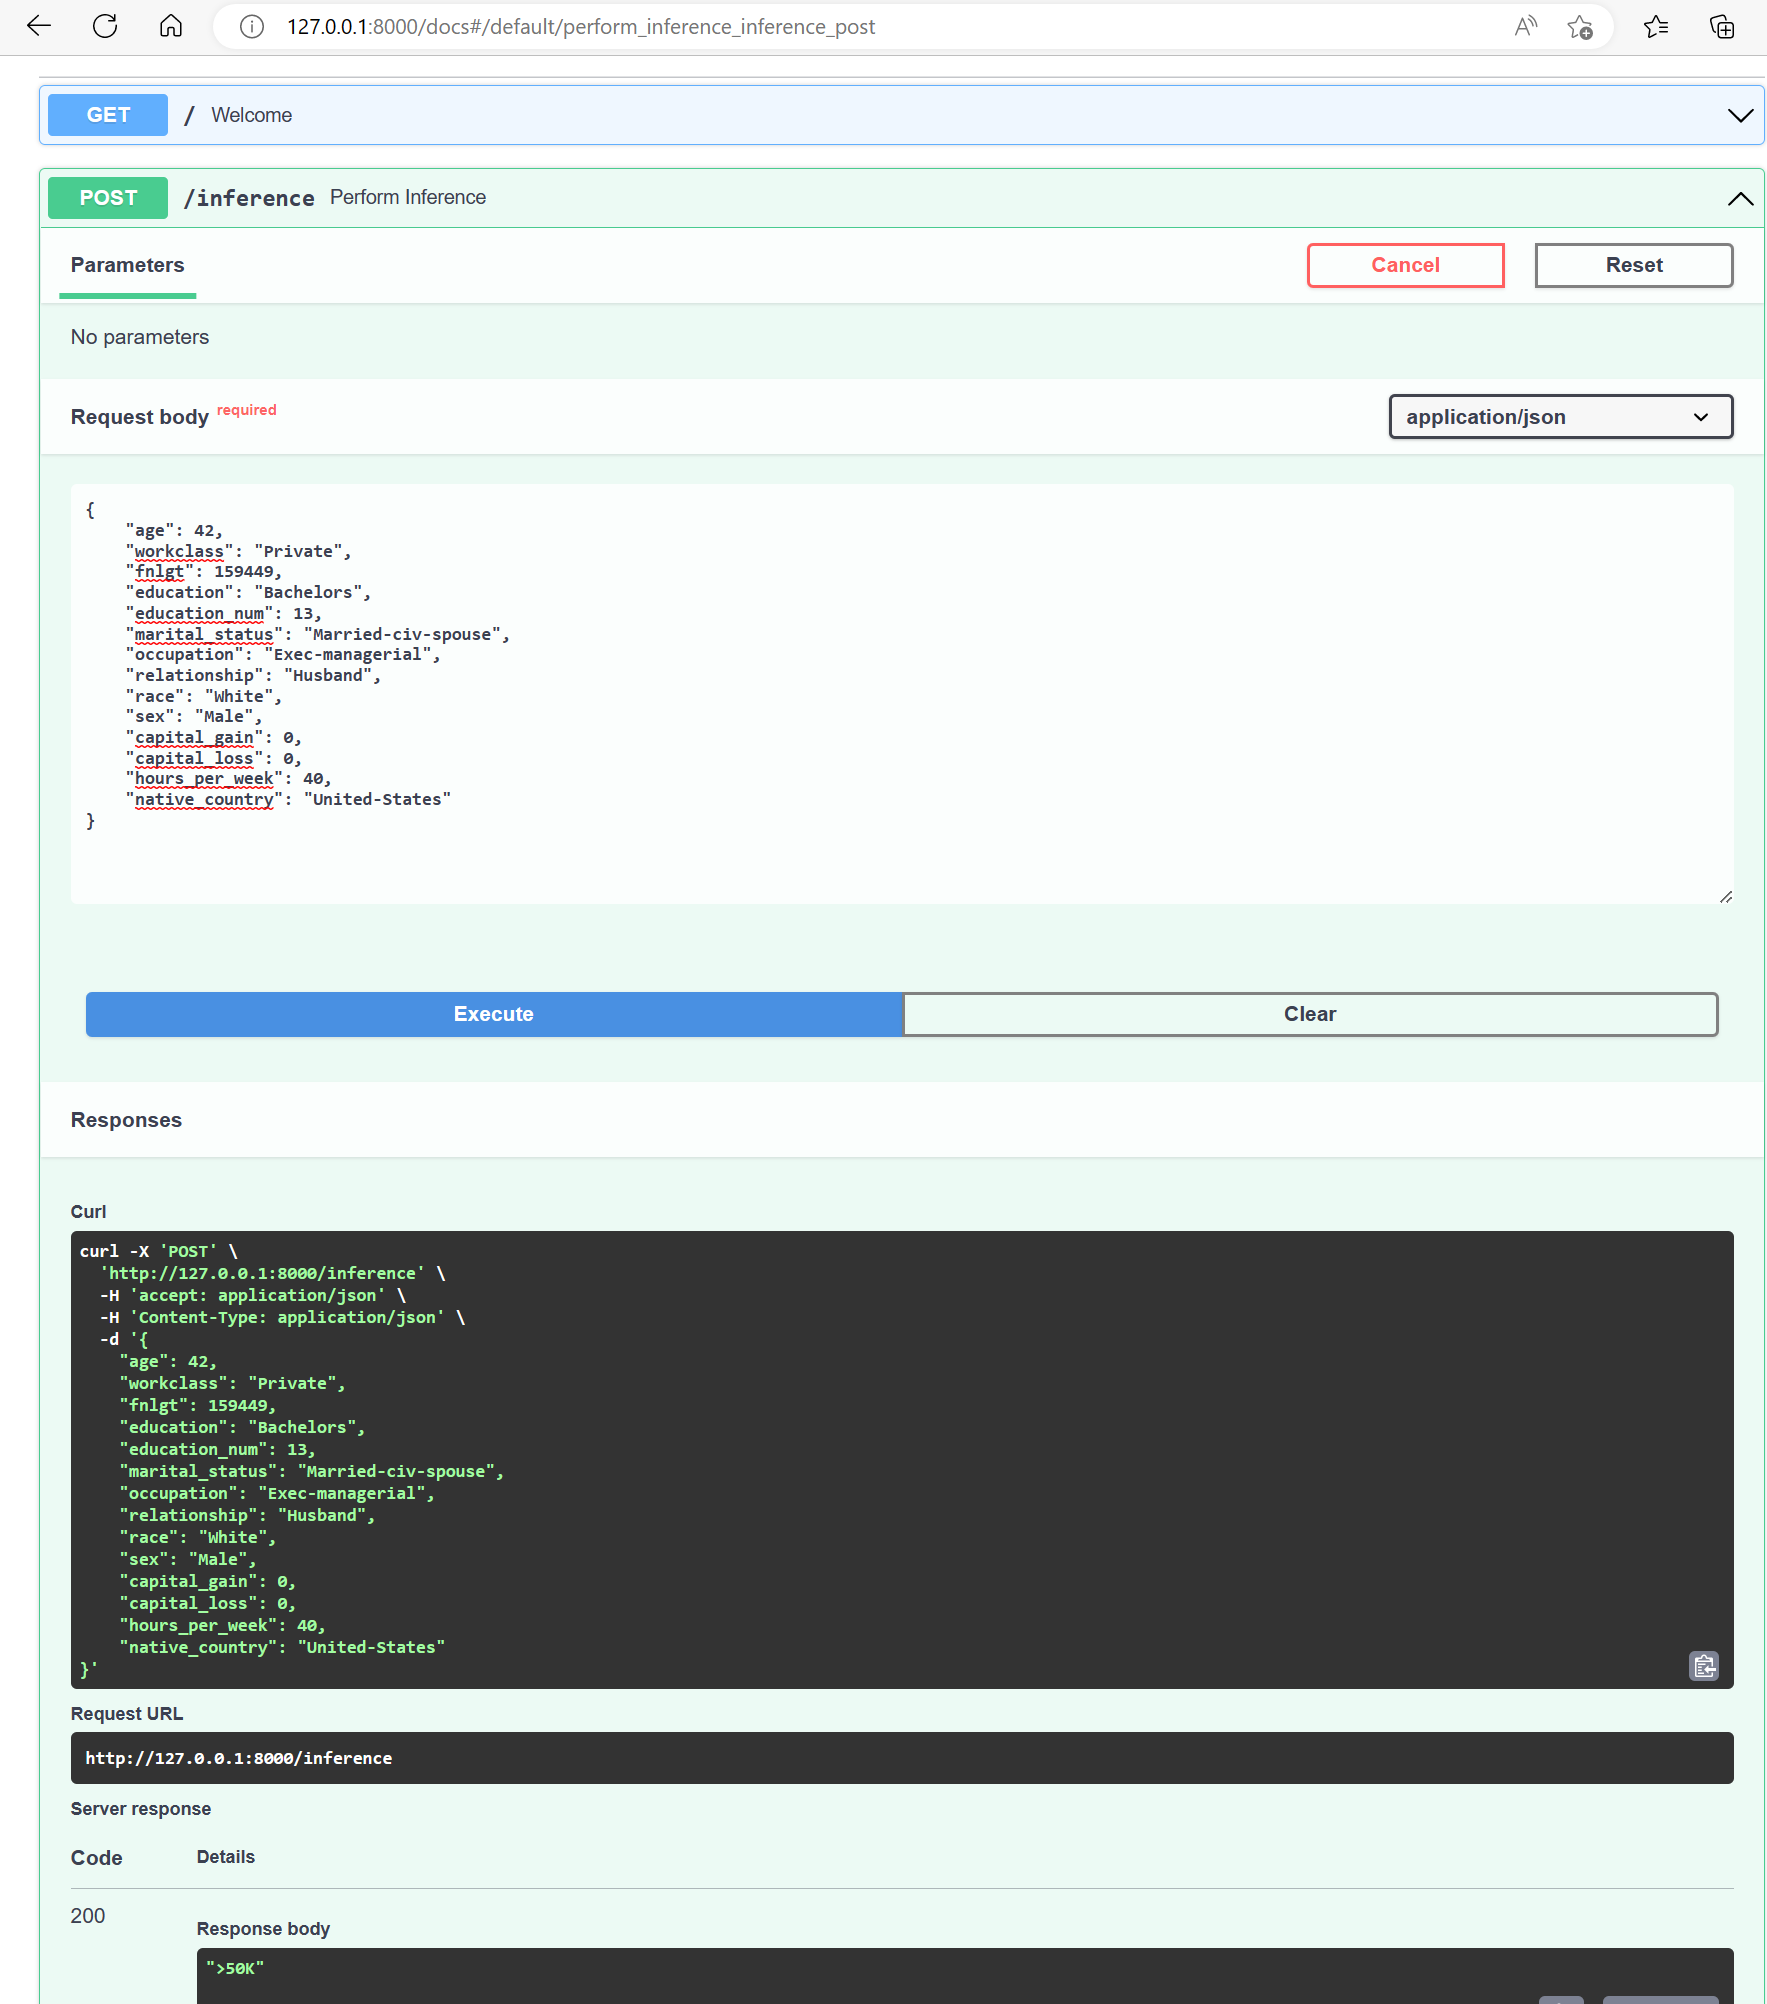 127.0.0.1:8000/docs#/default/perform_inference_inference_post
GET / Welcome
POST /inference Perform Inference
Parameters
Cancel
Reset
No parameters
Request body required
application/json
{
    "age": 42,
    "workclass": "Private",
    "fnlgt": 159449,
    "education": "Bachelors",
    "education_num": 13,
    "marital_status": "Married-civ-spouse",
    "occupation": "Exec-managerial",
    "relationship": "Husband",
    "race": "White",
    "sex": "Male",
    "capital_gain": 0,
    "capital_loss": 0,
    "hours_per_week": 40,
    "native_country": "United-States"
}
Execute
Clear
Responses
Curl
curl -X 'POST' \
  'http://127.0.0.1:8000/inference' \
  -H 'accept: application/json' \
  -H 'Content-Type: application/json' \
  -d '{
    "age": 42,
    "workclass": "Private",
    "fnlgt": 159449,
    "education": "Bachelors",
    "education_num": 13,
    "marital_status": "Married-civ-spouse",
    "occupation": "Exec-managerial",
    "relationship": "Husband",
    "race": "White",
    "sex": "Male",
    "capital_gain": 0,
    "capital_loss": 0,
    "hours_per_week": 40,
    "native_country": "United-States"
}'
Request URL
http://127.0.0.1:8000/inference
Server response
Code
Details
200
Response body
">50K"